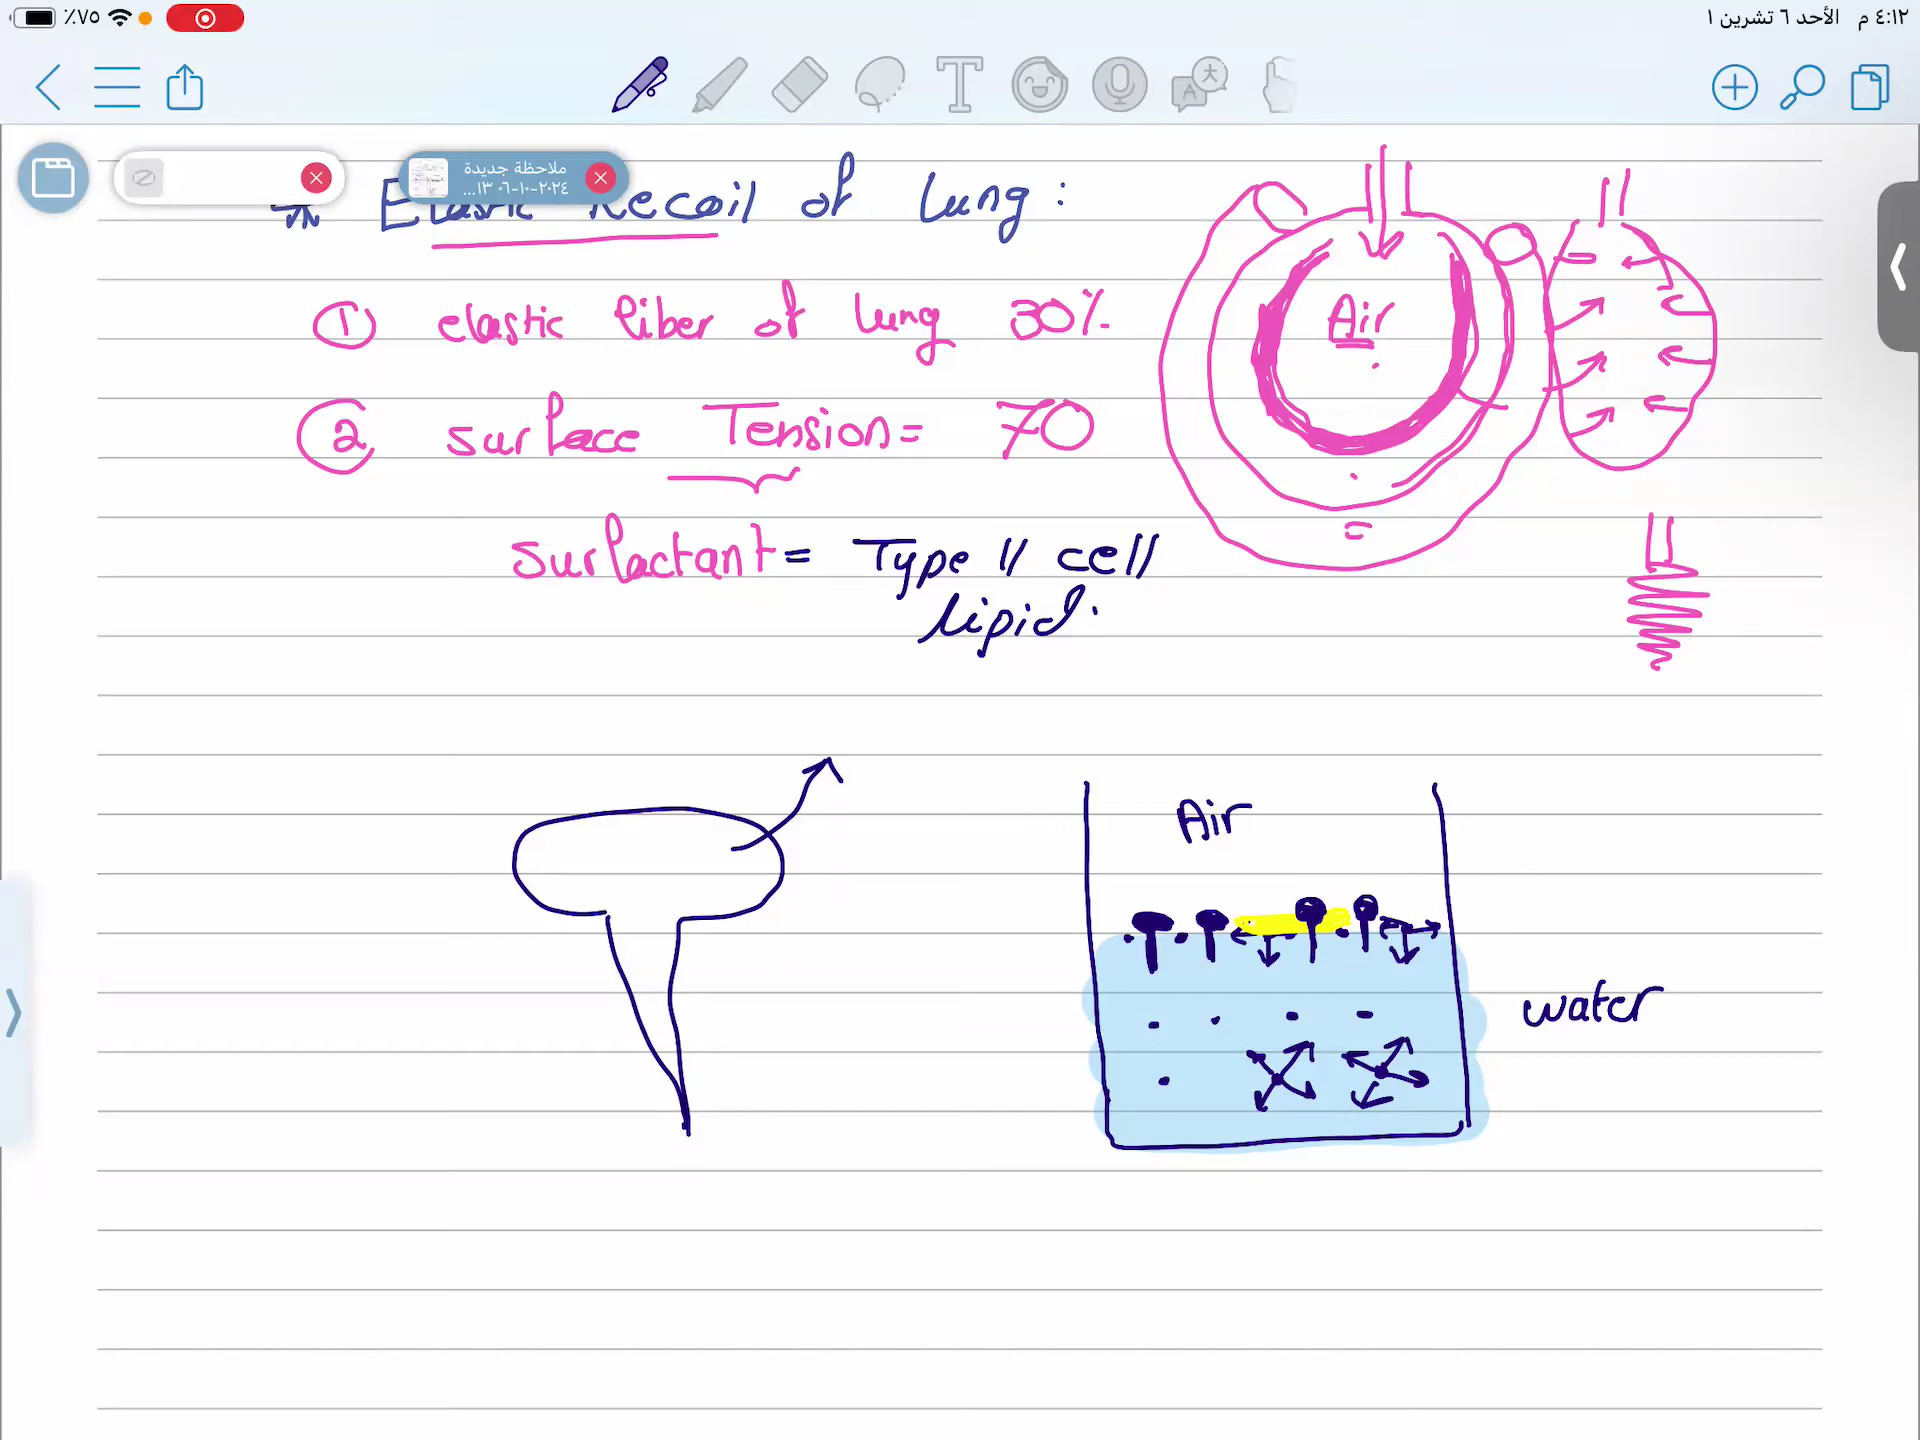 ٪٧٥
٤:١٢ م الأحد ٦ تشرين ١
ملاحظة جديدة
٢٠٢٤-١٠-٠٦ ١٣...
Elastic Recoil of Lung :
① elastic fiber of lung 30%
② surface Tension = 70
surfactant = Type II cell
lipid
Air
Air
water